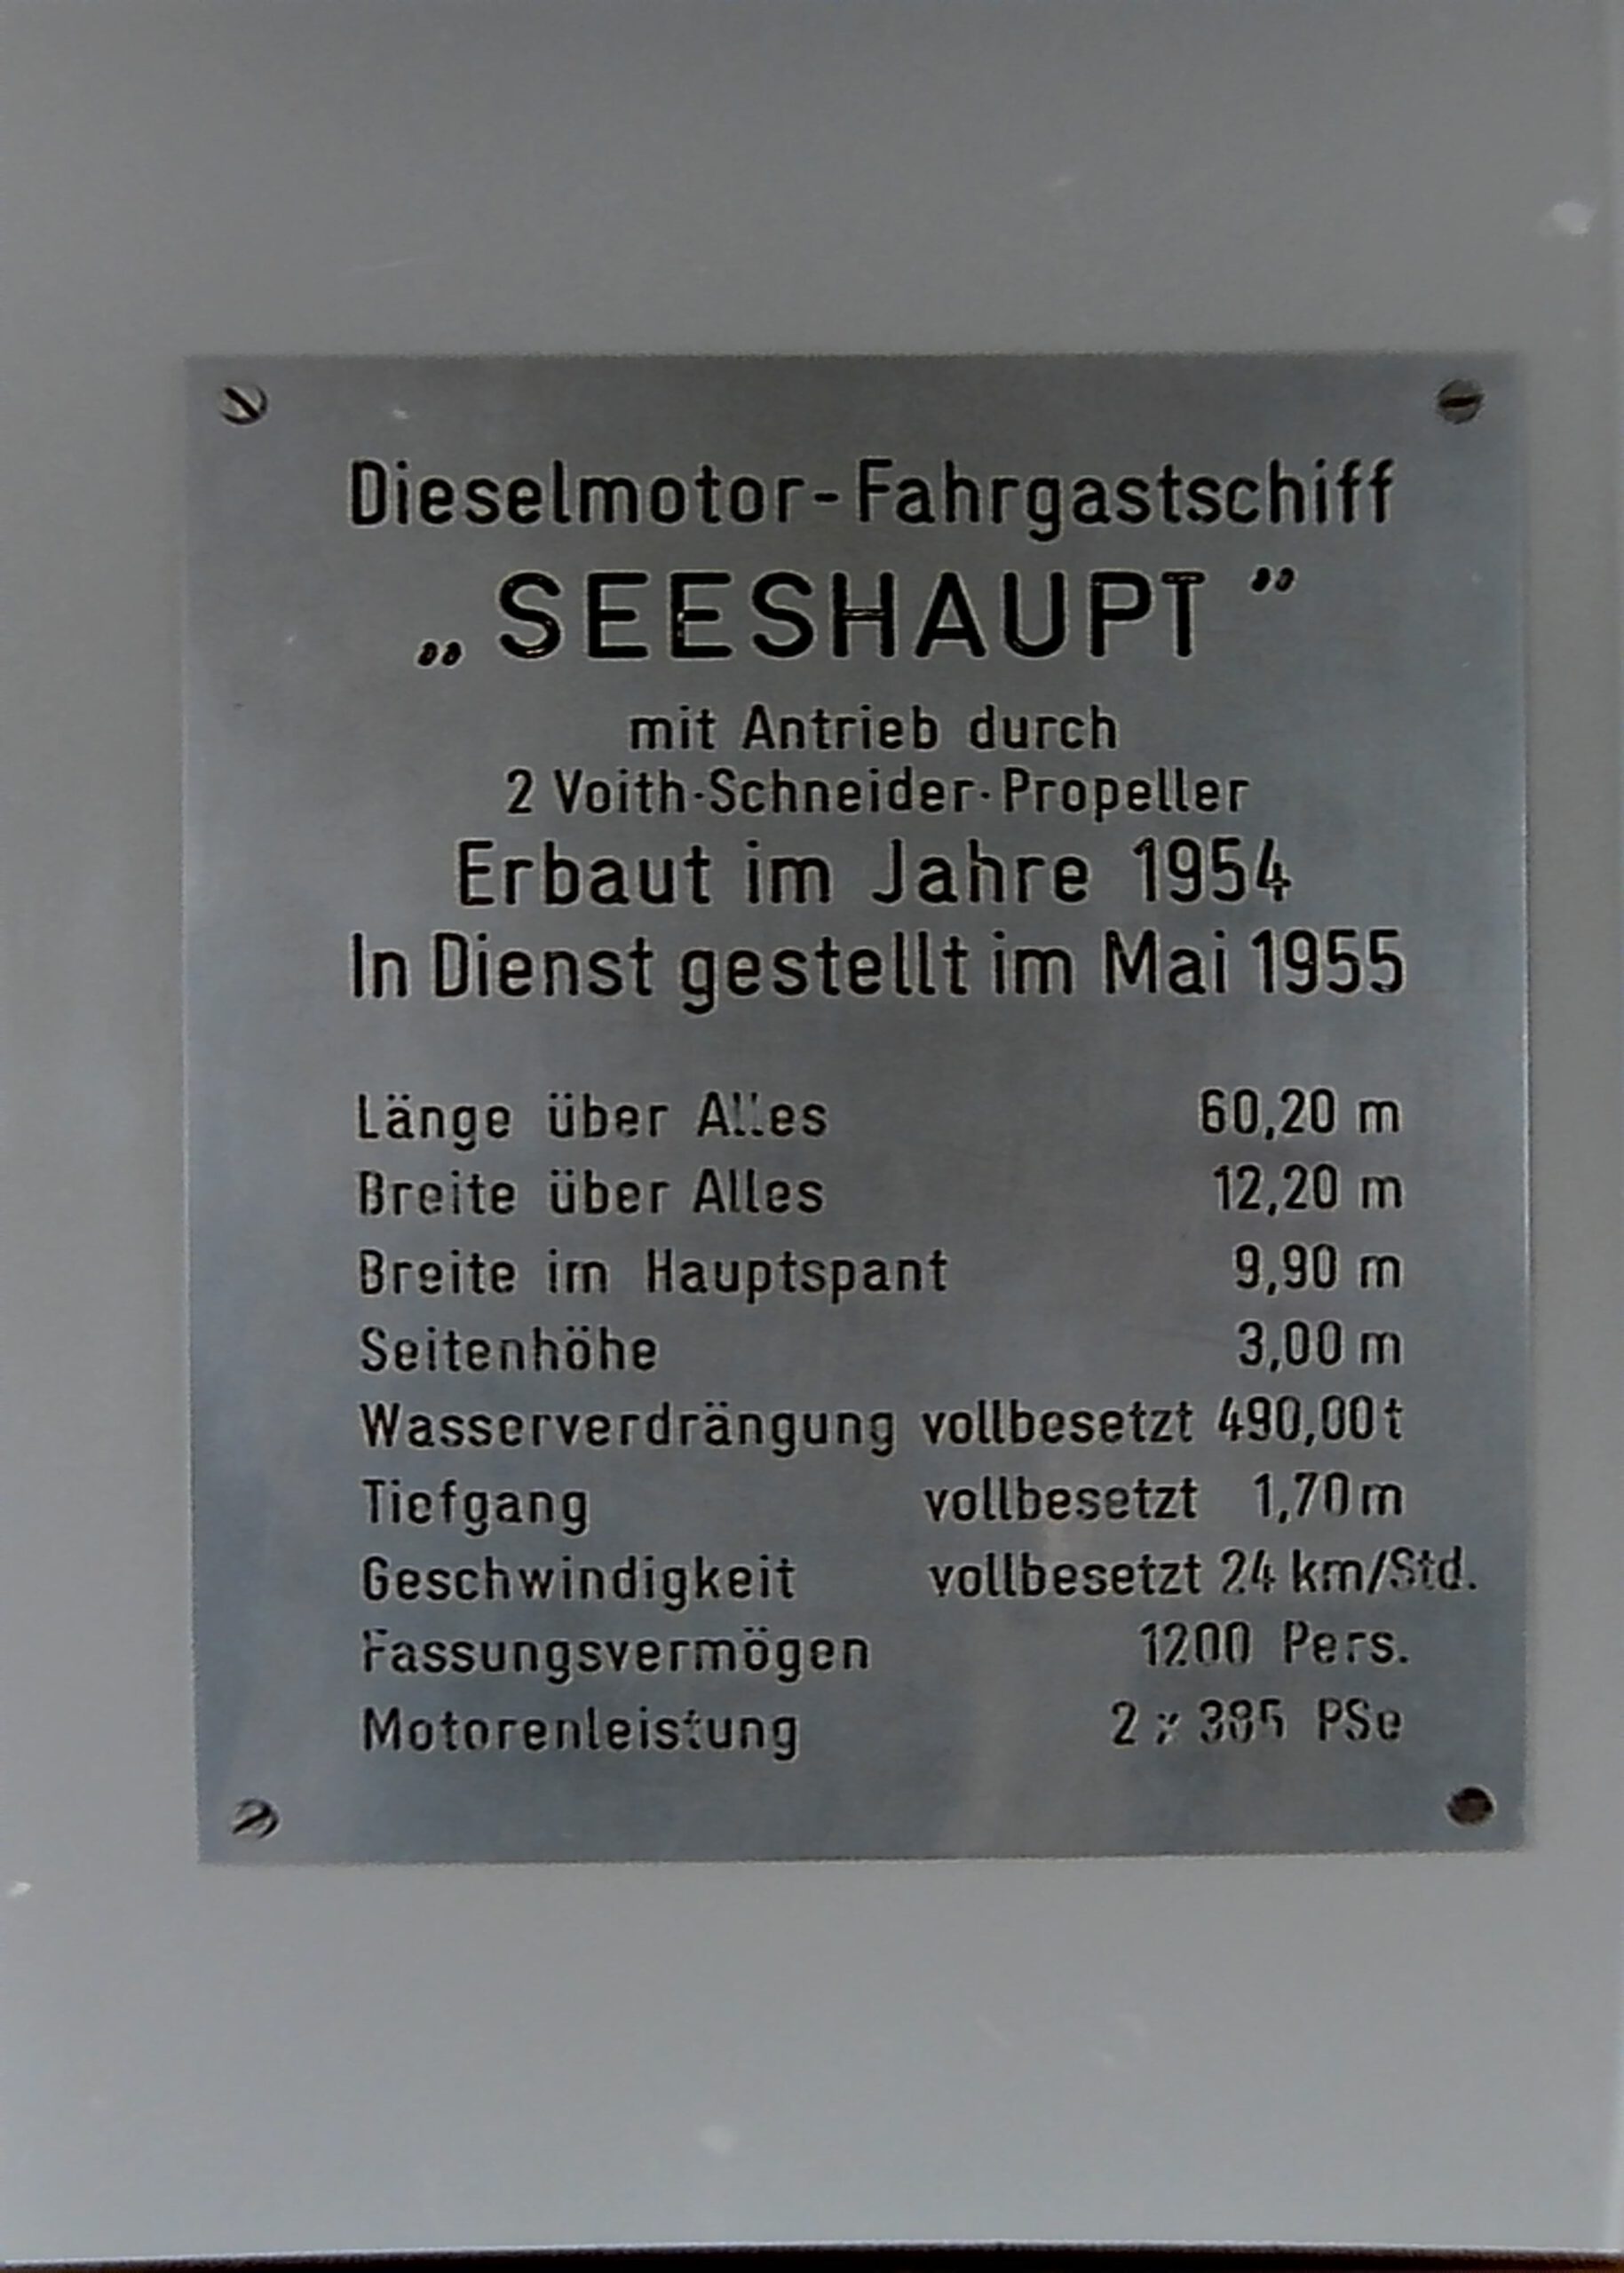 Dieselmotor-Fahrgastschiff
„SEESHAUPT”
mit Antrieb durch
2 Voith-Schneider-Propeller
Erbaut im Jahre 1954
In Dienst gestellt im Mai 1955
Länge über Alles 60,20 m
Breite über Alles 12,20 m
Breite im Hauptspant 9,90 m
Seitenhöhe 3,00 m
Wasserverdrängung vollbesetzt 490,00 t
Tiefgang vollbesetzt 1,70 m
Geschwindigkeit vollbesetzt 24 km/Std.
Fassungsvermögen 1200 Pers.
Motorenleistung 2 x 385 PSe